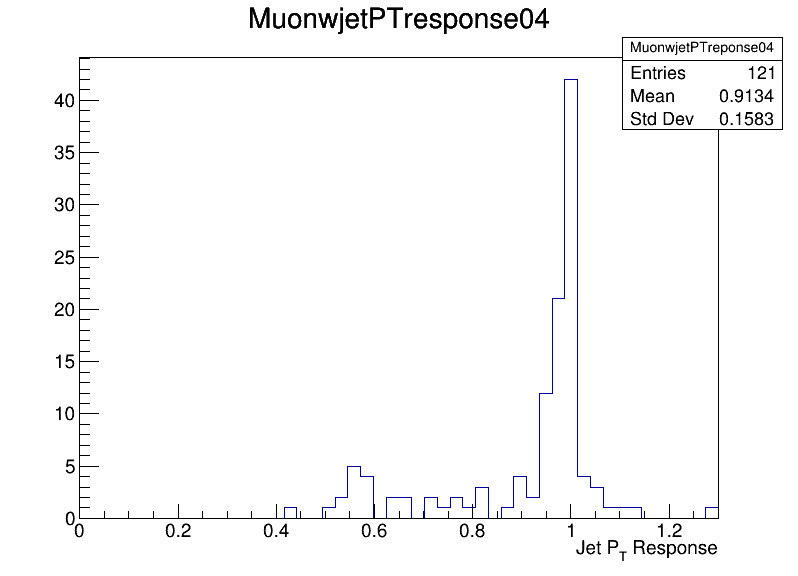 MuonwjetPTresponse04
MuonwjetPTreponse04
Entries 121
Mean 0.9134
Std Dev 0.1583
40
35
30
25
20
15
10
5
0
0 0.2 0.4 0.6 0.8 1 1.2
Jet PT Response